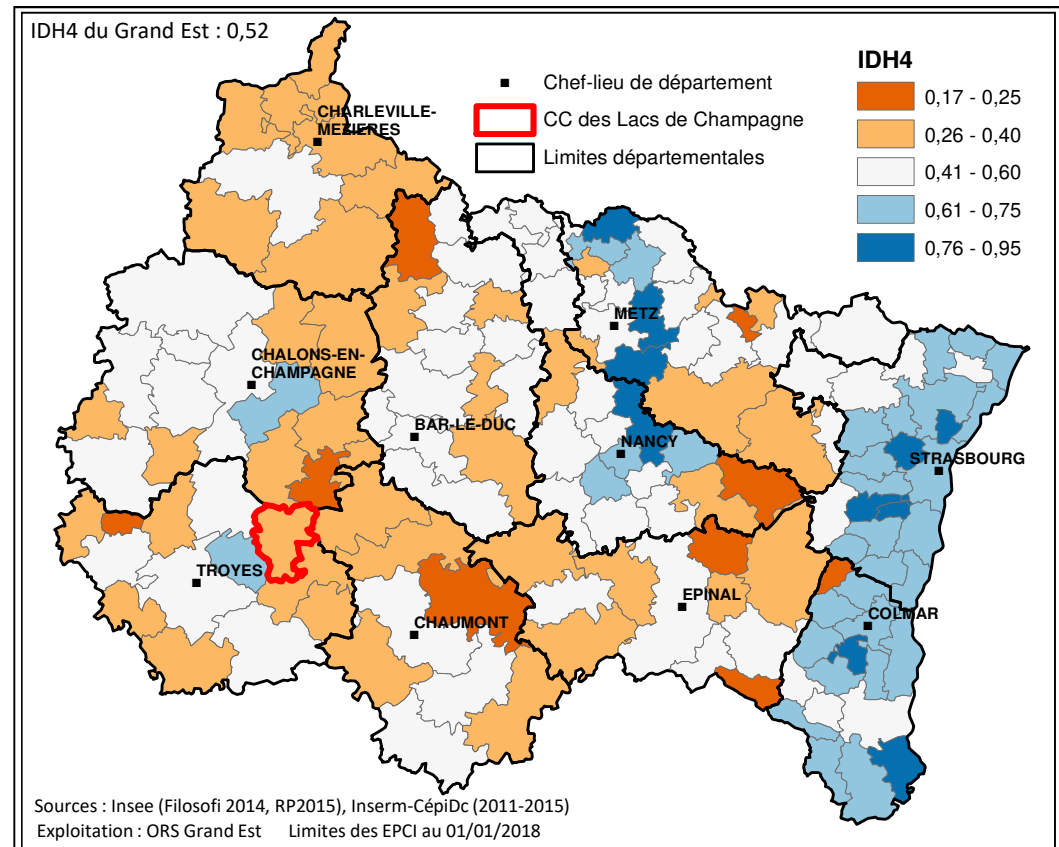 IDH4 du Grand Est : 0,52
IDH4
Chef-lieu de département
CC des Lacs de Champagne
Limites départementales
0,17 - 0,25
0,26 - 0,40
0,41 - 0,60
0,61 - 0,75
0,76 - 0,95
CHARLEVILLE-
MEZIERES
METZ
CHALONS-EN-
CHAMPAGNE
BAR-LE-DUC
NANCY
STRASBOURG
TROYES
EPINAL
COLMAR
CHAUMONT
Sources : Insee (Filosofi 2014, RP2015), Inserm-CépiDc (2011-2015)
Exploitation : ORS Grand Est Limites des EPCI au 01/01/2018